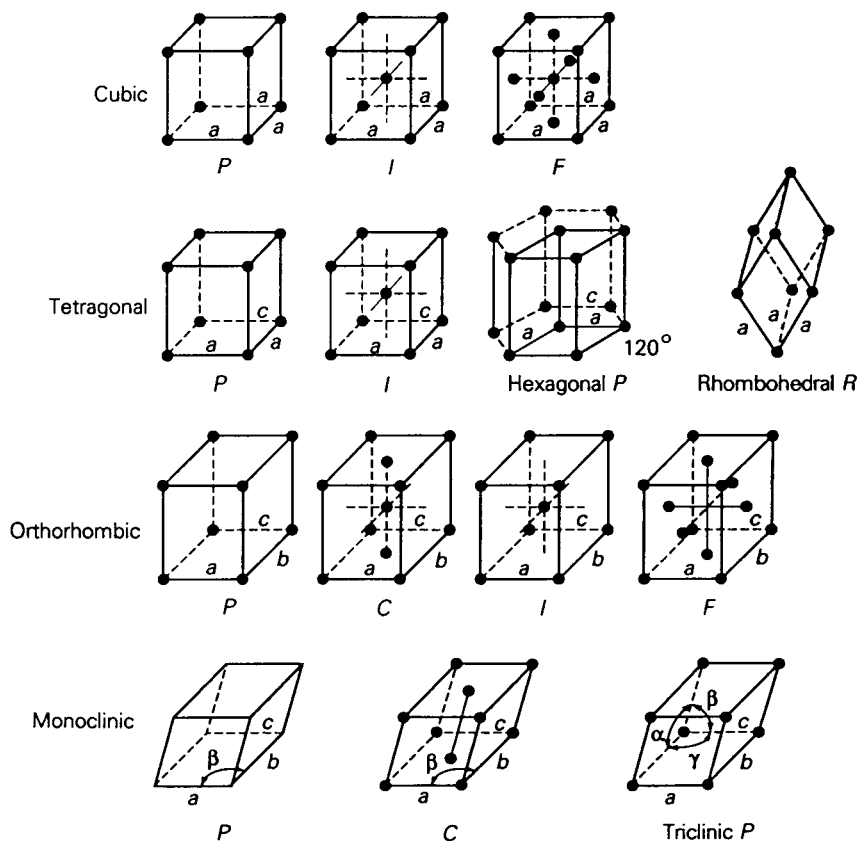 Cubic
a a a
P
a a a
I
a a
F
Tetragonal
a c a
P
a c a
I
c a 120°
Hexagonal P
a a a
Rhombohedral R
Orthorhombic
a c b
P
a c b
C
a c b
I
a c b
F
Monoclinic
β c b a
P
β c b a
C
α β γ c b a
Triclinic P